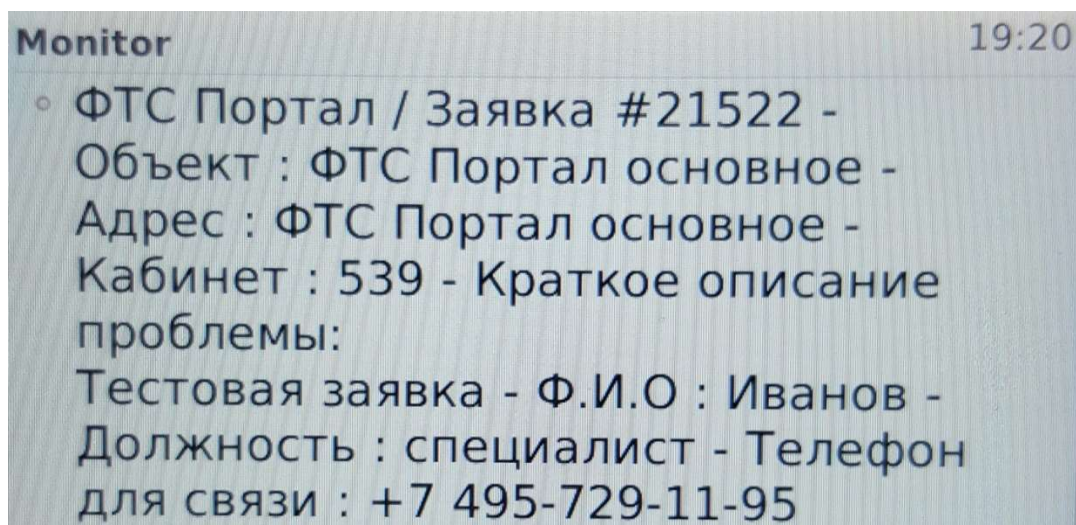 Monitor 19:20
ФТС Портал / Заявка #21522 -
Объект : ФТС Портал основное -
Адрес : ФТС Портал основное -
Кабинет : 539 - Краткое описание
проблемы:
Тестовая заявка - Ф.И.О : Иванов -
Должность : специалист - Телефон
для связи : +7 495-729-11-95